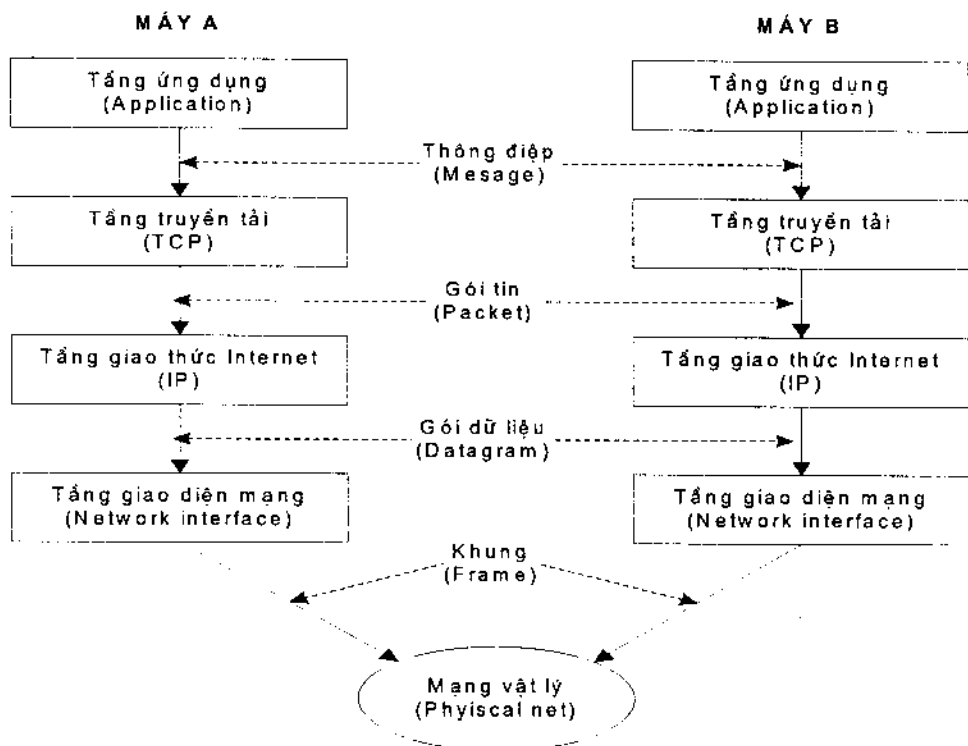 MÁY A
MÁY B
Tầng ứng dụng
(Application)
Tầng ứng dụng
(Application)
Thông điệp
(Mesage)
Tầng truyền tải
(TCP)
Tầng truyền tải
(TCP)
Gói tin
(Packet)
Tầng giao thức Internet
(IP)
Tầng giao thức Internet
(IP)
Gói dữ liệu
(Datagram)
Tầng giao diện mạng
(Network interface)
Tầng giao diện mạng
(Network interface)
Khung
(Frame)
Mạng vật lý
(Phyiscal net)